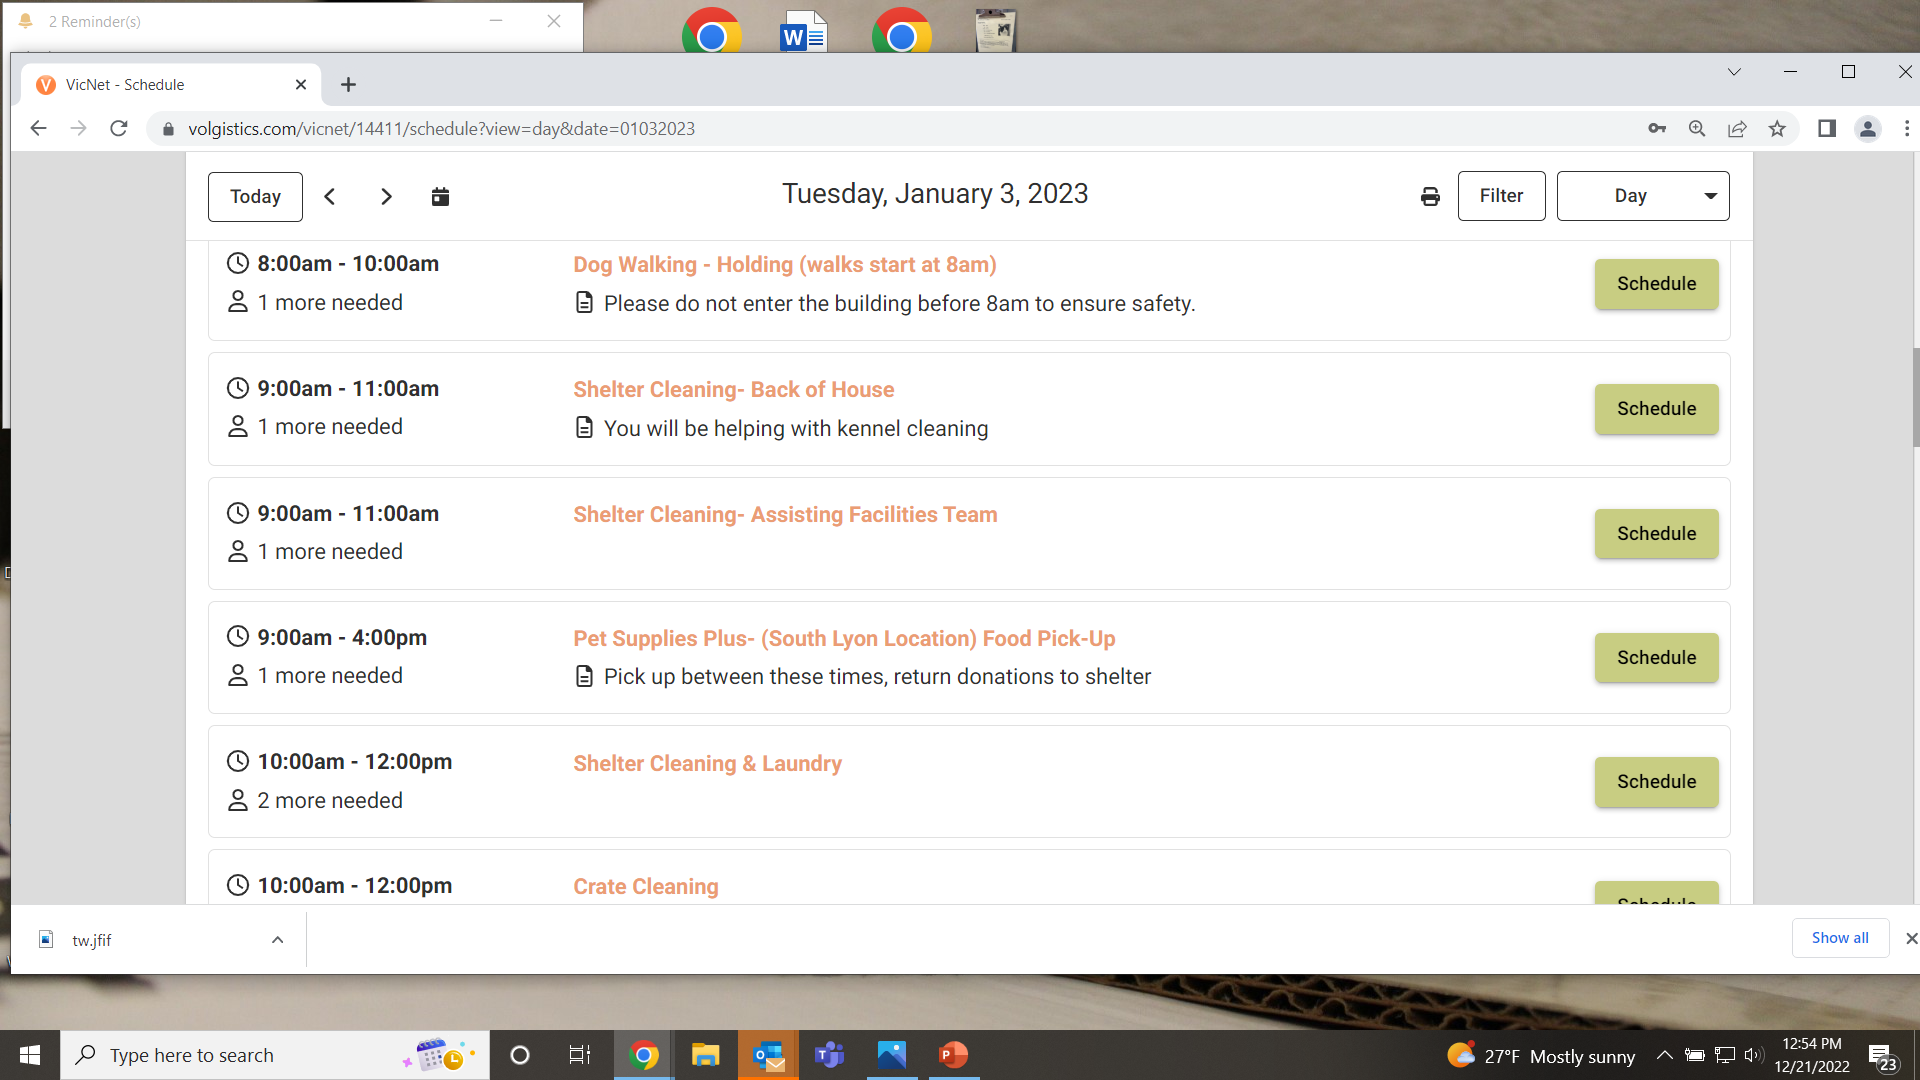 2 Reminder(s)
VicNet - Schedule
volgistics.com/vicnet/14411/schedule?view=day&date=01032023
Today
Tuesday, January 3, 2023
Filter
Day
8:00am - 10:00am
Dog Walking - Holding (walks start at 8am)
Schedule
1 more needed
Please do not enter the building before 8am to ensure safety.
9:00am - 11:00am
Shelter Cleaning- Back of House
Schedule
1 more needed
You will be helping with kennel cleaning
9:00am - 11:00am
Shelter Cleaning- Assisting Facilities Team
Schedule
1 more needed
9:00am - 4:00pm
Pet Supplies Plus- (South Lyon Location) Food Pick-Up
Schedule
1 more needed
Pick up between these times, return donations to shelter
10:00am - 12:00pm
Shelter Cleaning & Laundry
Schedule
2 more needed
10:00am - 12:00pm
Crate Cleaning
Schedule
tw.jfif
Show all
Type here to search
27°F Mostly sunny
12:54 PM
12/21/2022
23